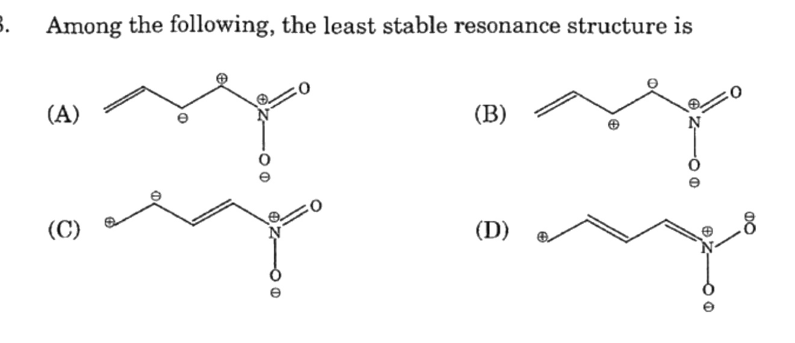 3. Among the following, the least stable resonance structure is
(A) ⊖ ⊕ ⊕ N O O ⊖
(B) ⊕ ⊖ ⊕ N O O ⊖
(C) ⊕ ⊖ ⊕ N O O ⊖
(D) ⊕ ⊕ N O ⊖ O ⊖